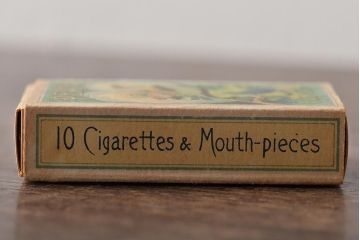 10 Cigarettes & Mouth-pieces